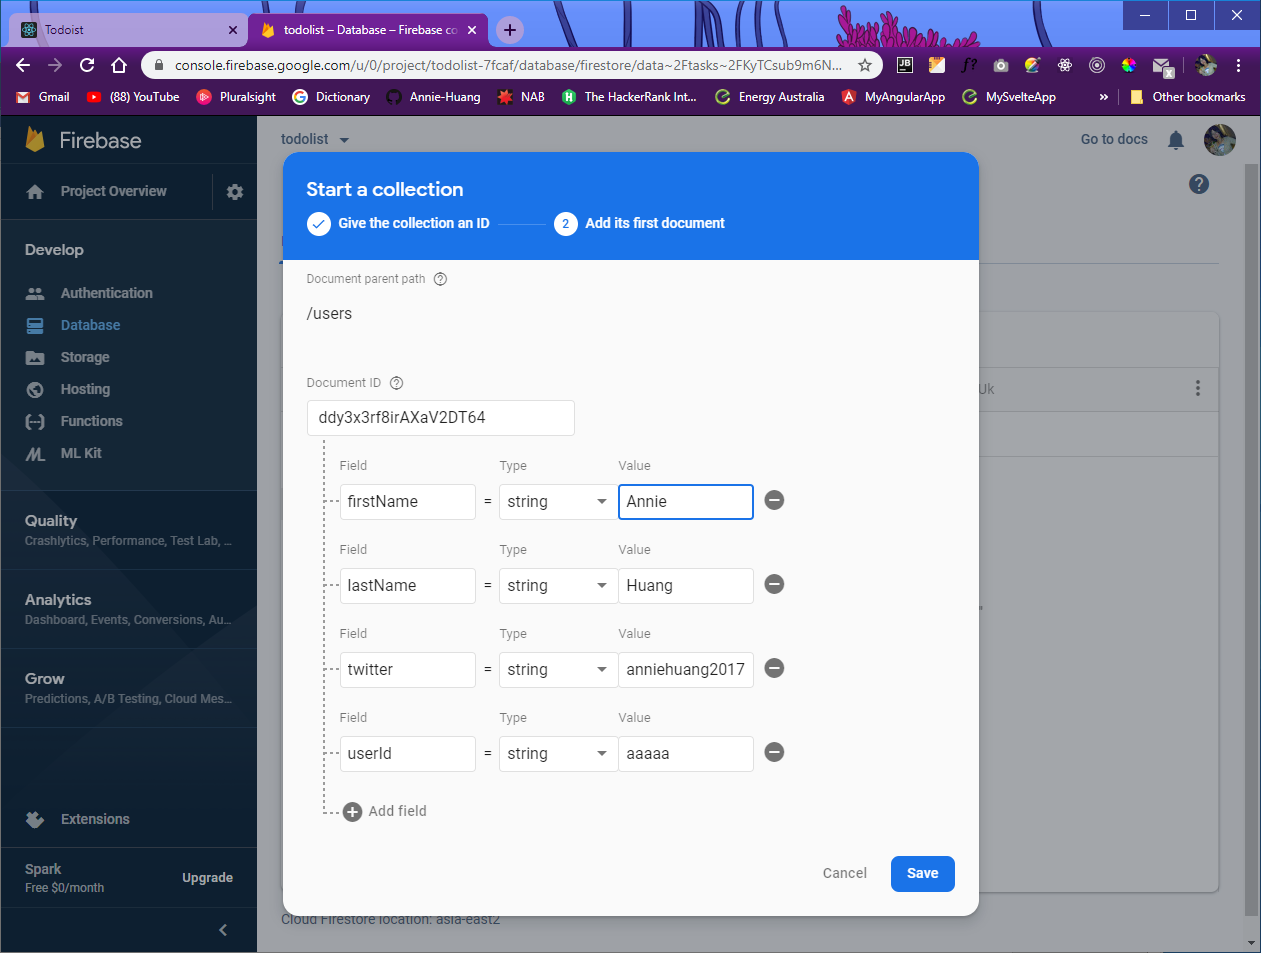 Todoist
todolist – Database – Firebase co
console.firebase.google.com/u/0/project/todolist-7fcaf/database/firestore/data~2Ftasks~2FKyTCsub9m6N...
JB
f?
Gmail
(88) YouTube
Pluralsight
Dictionary
Annie-Huang
NAB
The HackerRank Int...
Energy Australia
MyAngularApp
MySvelteApp
»
Other bookmarks
Firebase
todolist
Go to docs
Project Overview
Develop
Authentication
Database
Storage
Hosting
Functions
ML Kit
Quality
Crashlytics, Performance, Test Lab, ...
Analytics
Dashboard, Events, Conversions, Au...
Grow
Predictions, A/B Testing, Cloud Mes...
Extensions
Spark
Free $0/month
Upgrade
Start a collection
Give the collection an ID
2 Add its first document
Document parent path
/users
Document ID
ddy3x3rf8irAXaV2DT64
Field Type Value
firstName = string Annie
Field Type Value
lastName = string Huang
Field Type Value
twitter = string anniehuang2017
Field Type Value
userId = string aaaaa
Add field
Cancel Save
Uk
Cloud Firestore location: asia-east2